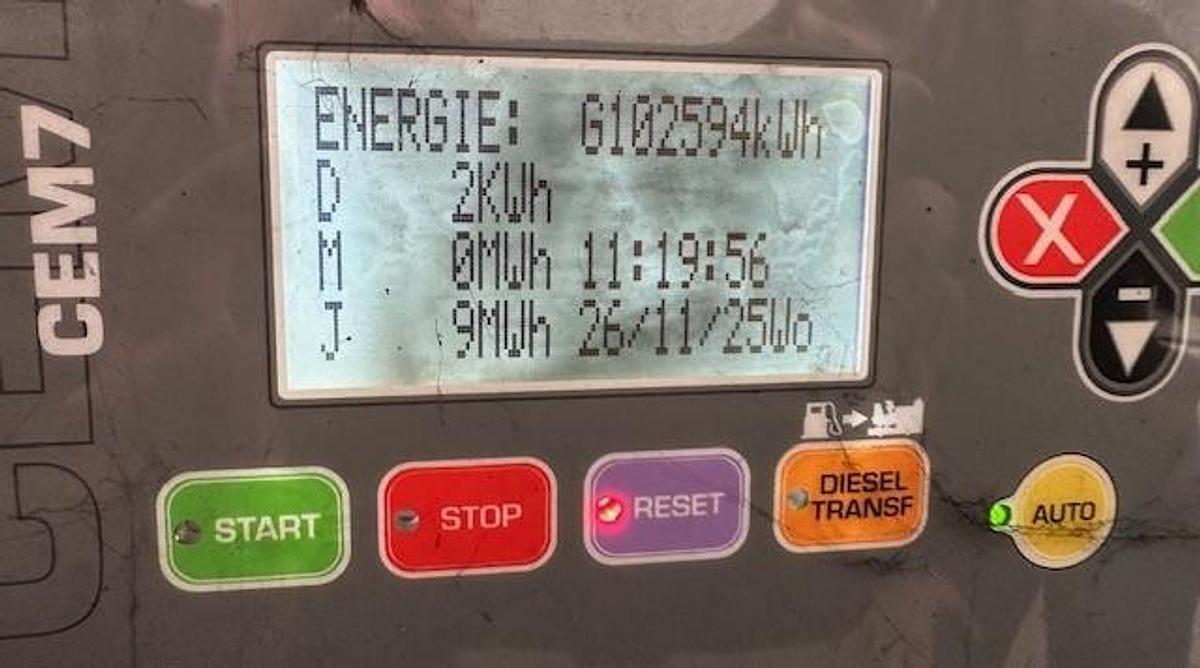 CEM7
ENERGIE: G102594kWh
D 2KWh
M 0MWh 11:19:56
J 9MWh 26/11/25Wo
X
+
-
START
STOP
RESET
DIESEL
TRANSF
AUTO